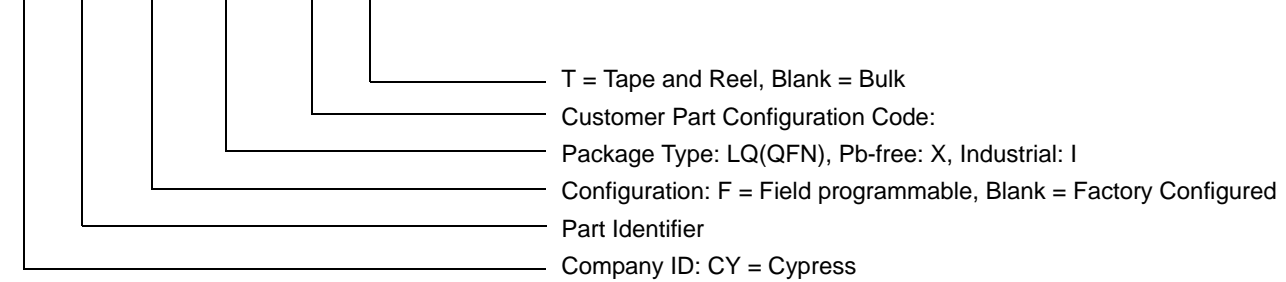 T = Tape and Reel, Blank = Bulk
Customer Part Configuration Code:
Package Type: LQ(QFN), Pb-free: X, Industrial: I
Configuration: F = Field programmable, Blank = Factory Configured
Part Identifier
Company ID: CY = Cypress